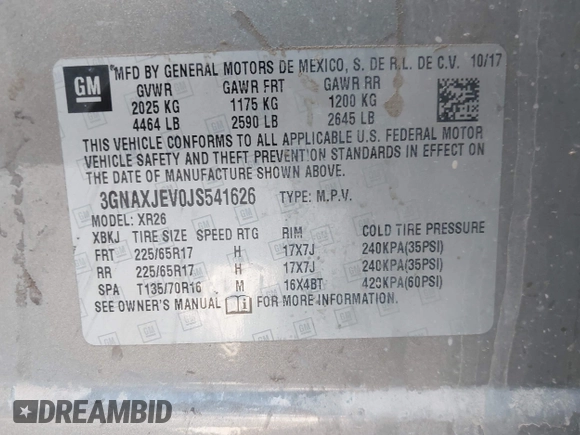 GM
MFD BY GENERAL MOTORS DE MEXICO, S. DE R.L. DE C.V. 10/17
GVWR GAWR FRT GAWR RR
2025 KG 1175 KG 1200 KG
4464 LB 2590 LB 2645 LB
THIS VEHICLE CONFORMS TO ALL APPLICABLE U.S. FEDERAL MOTOR
VEHICLE SAFETY AND THEFT PREVENTION STANDARDS IN EFFECT ON
THE DATE OF MANUFACTURE SHOWN ABOVE.
3GNAXJEV0JS541626 TYPE: M.P.V.
MODEL: XR26
XBKJ TIRE SIZE SPEED RTG RIM COLD TIRE PRESSURE
FRT 225/65R17 H 17X7J 240KPA(35PSI)
RR 225/65R17 H 17X7J 240KPA(35PSI)
SPA T135/70R16 M 16X4BT 420KPA(60PSI)
SEE OWNER'S MANUAL FOR MORE INFORMATION
DREAMBID